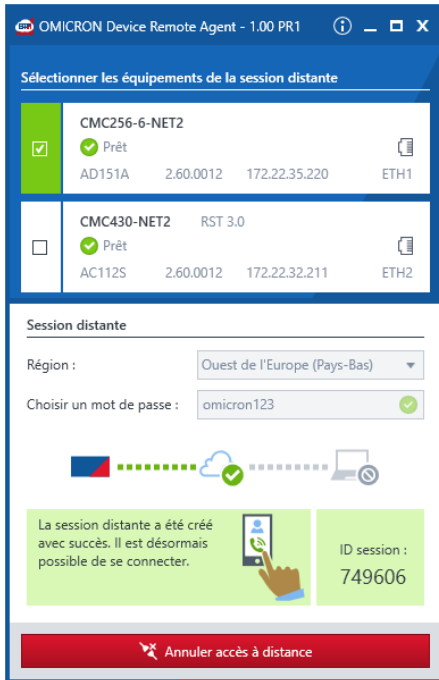 OMICRON Device Remote Agent - 1.00 PR1
Sélectionner les équipements de la session distante
CMC256-6-NET2
Prêt
AD151A 2.60.0012 172.22.35.220 ETH1
CMC430-NET2 RST 3.0
Prêt
AC112S 2.60.0012 172.22.32.211 ETH2
Session distante
Région : Ouest de l'Europe (Pays-Bas)
Choisir un mot de passe : omicron123
La session distante a été créé
avec succès. Il est désormais
possible de se connecter.
ID session :
749606
Annuler accès à distance